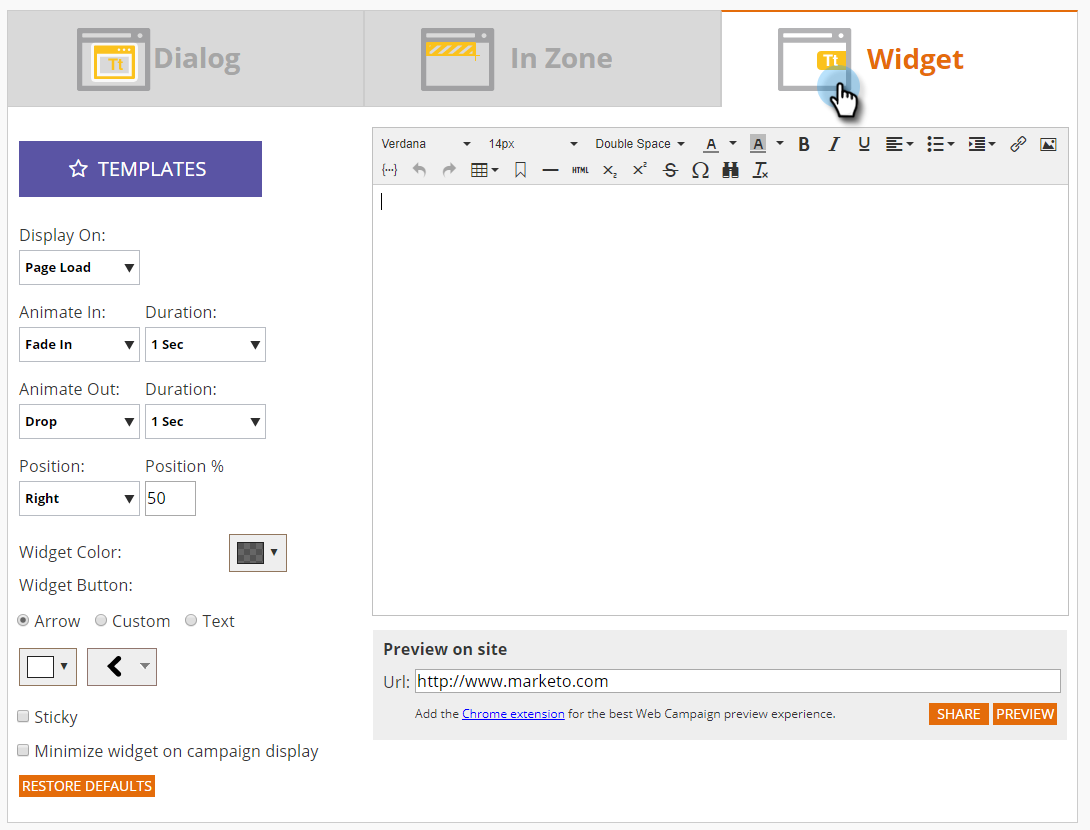 Tt Dialog
In Zone
Tt Widget
TEMPLATES
Display On:
Page Load
Animate In: Duration:
Fade In 1 Sec
Animate Out: Duration:
Drop 1 Sec
Position: Position %
Right 50
Widget Color:
Widget Button:
Arrow Custom Text
Sticky
Minimize widget on campaign display
RESTORE DEFAULTS
Verdana 14px Double Space A A B I U
{···} HTML X₂ X² S Ω Tx
Preview on site
Url: http://www.marketo.com
Add the Chrome extension for the best Web Campaign preview experience.
SHARE PREVIEW